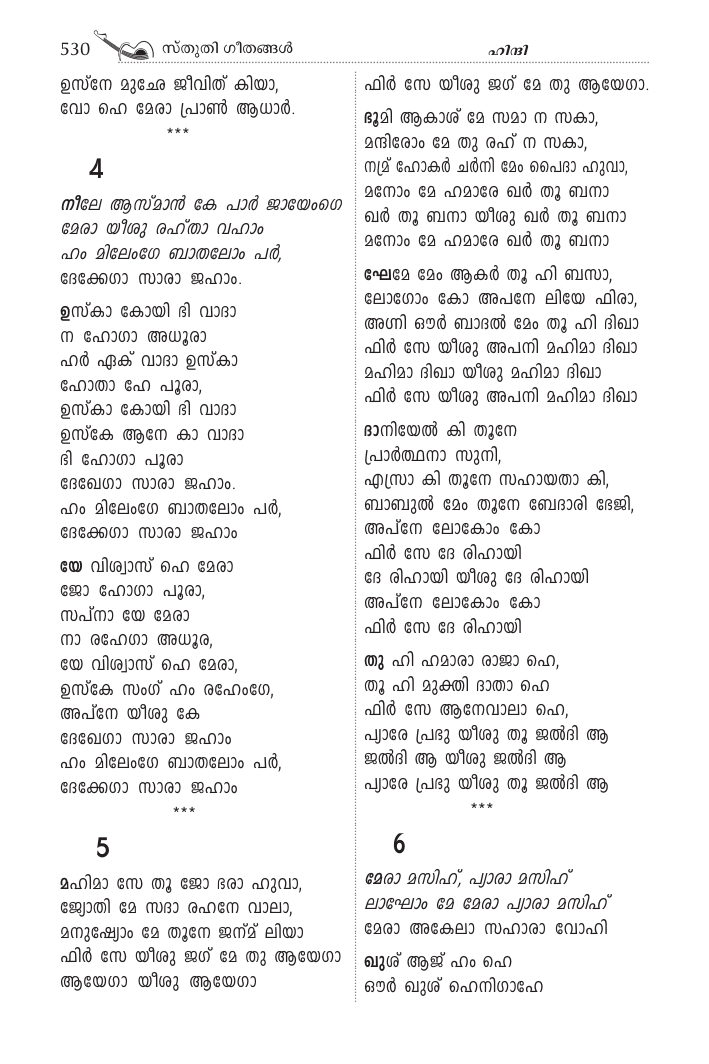 530 സ്തുതി ഗീതങ്ങൾ
ഹിന്ദി
ഉസ്നേ മുഛേ ജീവിത് കിയാ,
വോ ഹെ മേരാ പ്രാൺ ആധാർ.
***
4
നീലേ ആസ്മാൻ കേ പാർ ജായേംഗെ
മേരാ യീശു രഹ്താ വഹാം
ഹം മിലേംഗേ ബാതലോം പർ,
ദേക്കേഗാ സാരാ ജഹാം.
ഉസ്കാ കോയി ഭി വാദാ
ന ഹോഗാ അധൂരാ
ഹർ ഏക് വാദാ ഉസ്കാ
ഹോതാ ഹേ പൂരാ,
ഉസ്കാ കോയി ഭി വാദാ
ഉസ്കേ ആനേ കാ വാദാ
ഭി ഹോഗാ പൂരാ
ദേഖേഗാ സാരാ ജഹാം.
ഹം മിലേംഗേ ബാതലോം പർ,
ദേക്കേഗാ സാരാ ജഹാം
യേ വിശ്വാസ് ഹെ മേരാ
ജോ ഹോഗാ പൂരാ,
സപ്നാ യേ മേരാ
നാ രഹേഗാ അധൂര,
യേ വിശ്വാസ് ഹെ മേരാ,
ഉസ്കേ സംഗ് ഹം രഹേംഗേ,
അപ്നേ യീശു കേ
ദേഖേഗാ സാരാ ജഹാം
ഹം മിലേംഗേ ബാതലോം പർ,
ദേക്കേഗാ സാരാ ജഹാം
***
5
മഹിമാ സേ തൂ ജോ ഭരാ ഹുവാ,
ജ്യോതി മേ സദാ രഹനേ വാലാ,
മനുഷ്യോം മേ തൂനേ ജന്മ് ലിയാ
ഫിർ സേ യീശു ജഗ് മേ തു ആയേഗാ
ആയേഗാ യീശു ആയേഗാ
ഫിർ സേ യീശു ജഗ് മേ തു ആയേഗാ.
ഭൂമി ആകാശ് മേ സമാ ന സകാ,
മന്ദിരോം മേ തു രഹ് ന സകാ,
നമ്ര് ഹോകർ ചർനി മേം പൈദാ ഹുവാ,
മനോം മേ ഹമാരേ ഖർ തൂ ബനാ
ഖർ തൂ ബനാ യീശു ഖർ തൂ ബനാ
മനോം മേ ഹമാരേ ഖർ തൂ ബനാ
ഘേമേ മേം ആകർ തൂ ഹി ബസാ,
ലോഗോം കോ അപനേ ലിയേ ഫിരാ,
അഗ്നി ഔർ ബാദൽ മേം തൂ ഹി ദിഖാ
ഫിർ സേ യീശു അപനി മഹിമാ ദിഖാ
മഹിമാ ദിഖാ യീശു മഹിമാ ദിഖാ
ഫിർ സേ യീശു അപനി മഹിമാ ദിഖാ
ദാനിയേൽ കി തൂനേ
പ്രാർത്ഥനാ സുനി,
എസ്രാ കി തൂനേ സഹായതാ കി,
ബാബുൽ മേം തൂനേ ബേദാരി ഭേജി,
അപ്നേ ലോകോം കോ
ഫിർ സേ ദേ രിഹായി
ദേ രിഹായി യീശു ദേ രിഹായി
അപ്നേ ലോകോം കോ
ഫിർ സേ ദേ രിഹായി
തു ഹി ഹമാരാ രാജാ ഹെ,
തൂ ഹി മുക്തി ദാതാ ഹെ
ഫിർ സേ ആനേവാലാ ഹെ,
പ്യാരേ പ്രഭു യീശു തൂ ജൽദി ആ
ജൽദി ആ യീശു ജൽദി ആ
പ്യാരേ പ്രഭു യീശു തൂ ജൽദി ആ
***
6
മേരാ മസിഹ്, പ്യാരാ മസിഹ്
ലാഘോം മേ മേരാ പ്യാരാ മസിഹ്
മേരാ അകേലാ സഹാരാ വോഹി
ഖുശ് ആജ് ഹം ഹെ
ഔർ ഖുശ് ഹെനിഗാഹേ